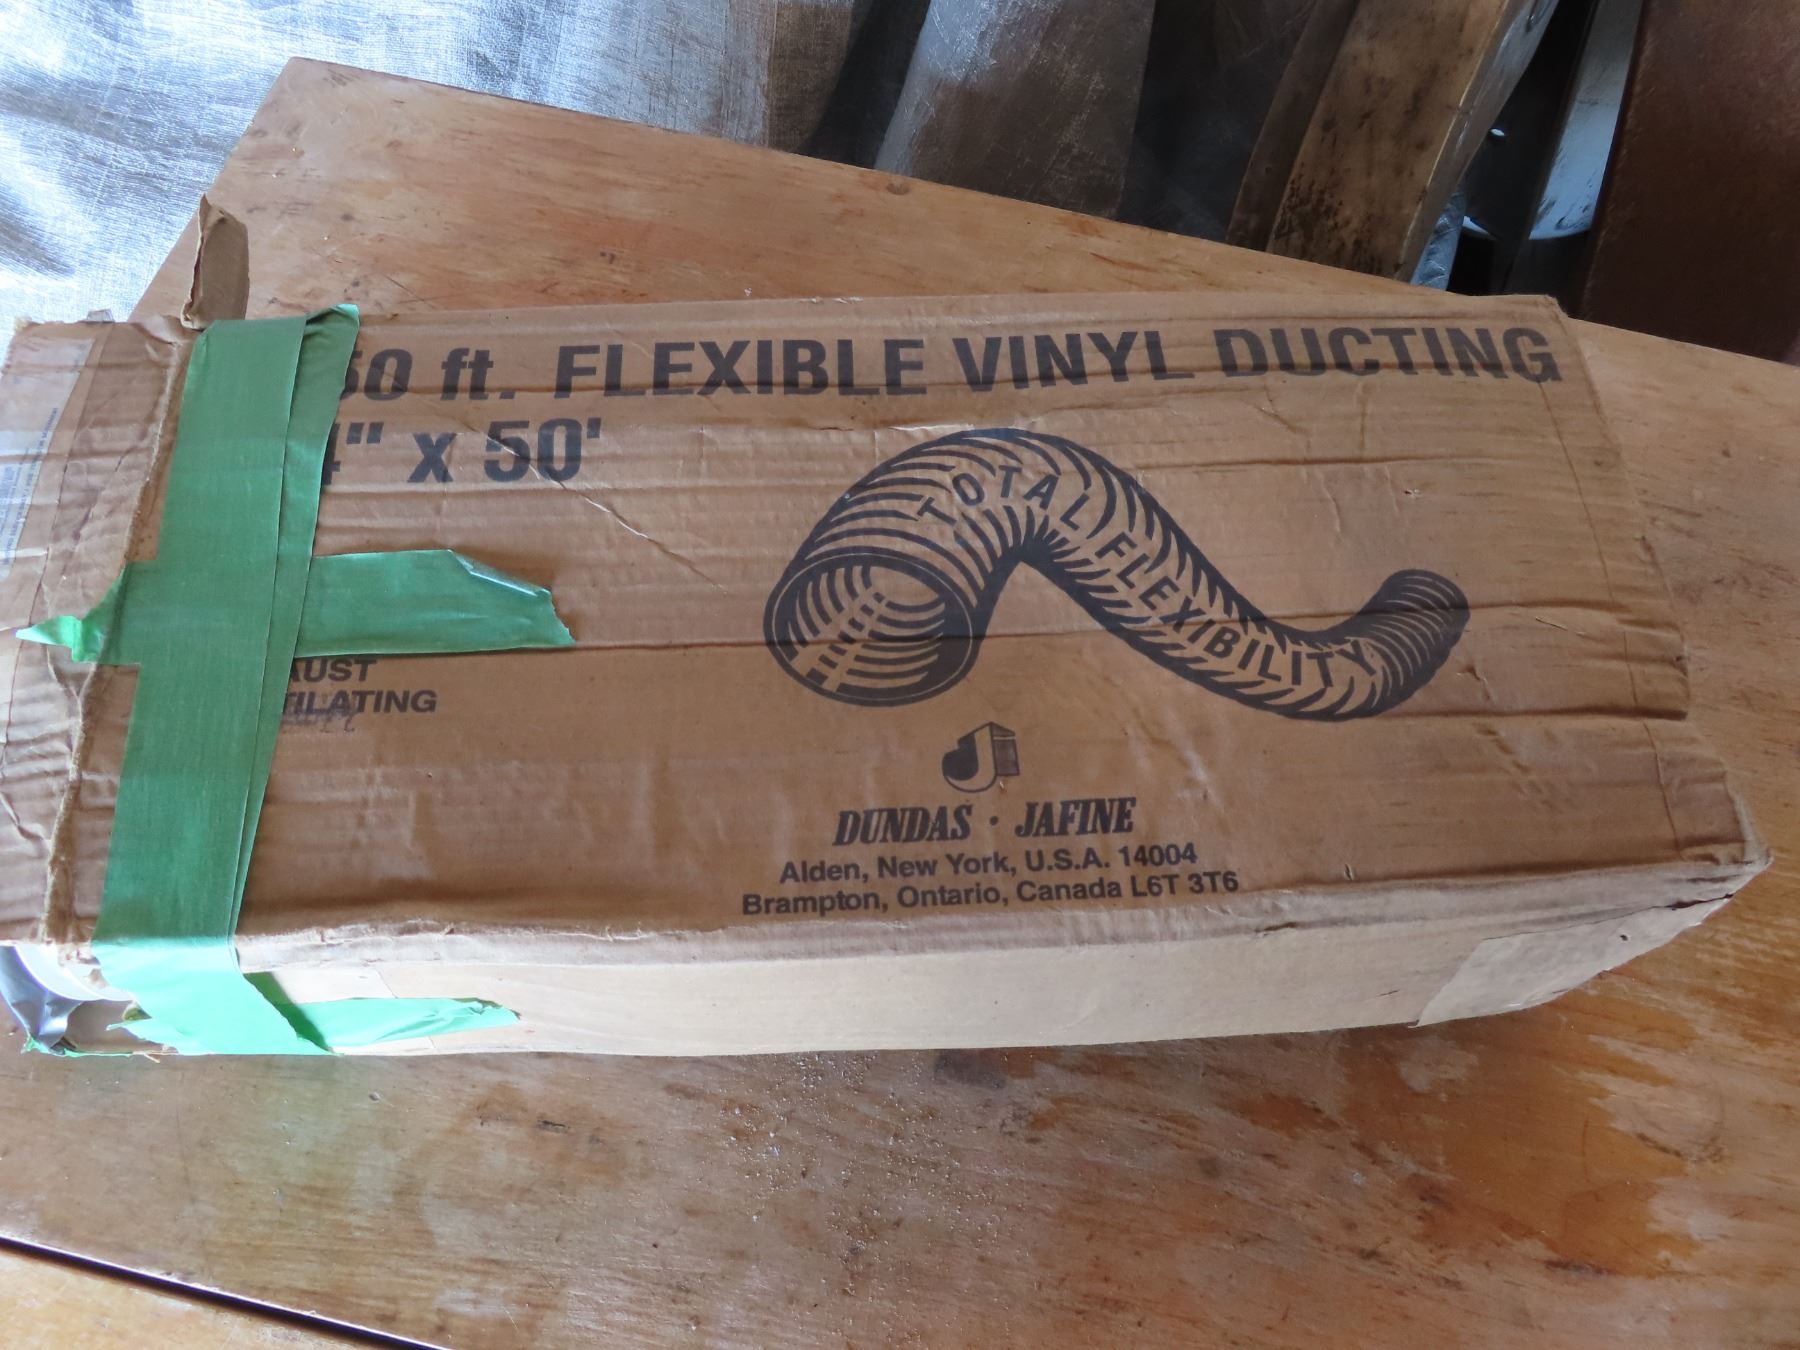 50 ft. FLEXIBLE VINYL DUCTING
4" x 50'
TOTAL FLEXIBILITY
AUST
TILATING
DUNDAS · JAFINE
Alden, New York, U.S.A. 14004
Brampton, Ontario, Canada L6T 3T6